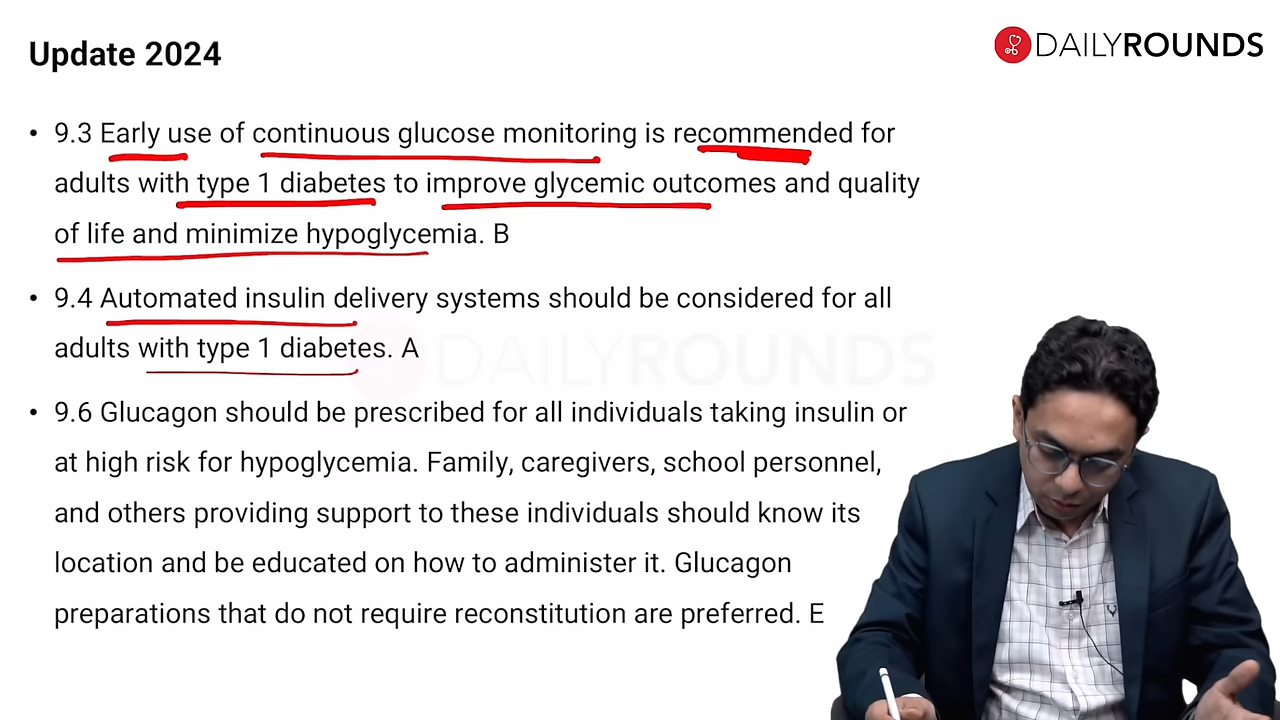 Update 2024
DAILYROUNDS
• 9.3 Early use of continuous glucose monitoring is recommended for
adults with type 1 diabetes to improve glycemic outcomes and quality
of life and minimize hypoglycemia. B
• 9.4 Automated insulin delivery systems should be considered for all
adults with type 1 diabetes. A
DAILYROUNDS
• 9.6 Glucagon should be prescribed for all individuals taking insulin or
at high risk for hypoglycemia. Family, caregivers, school personnel,
and others providing support to these individuals should know its
location and be educated on how to administer it. Glucagon
preparations that do not require reconstitution are preferred. E